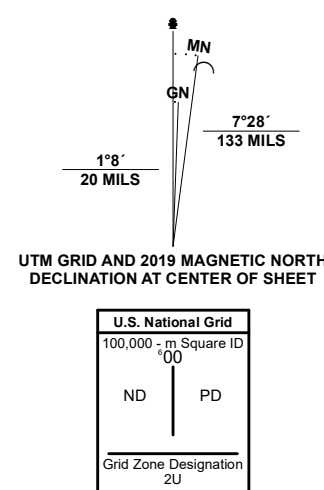 MN
GN
7°28´
133 MILS
1°8´
20 MILS
UTM GRID AND 2019 MAGNETIC NORTH
DECLINATION AT CENTER OF SHEET
U.S. National Grid
100,000 - m Square ID
⁶00
ND PD
Grid Zone Designation
2U